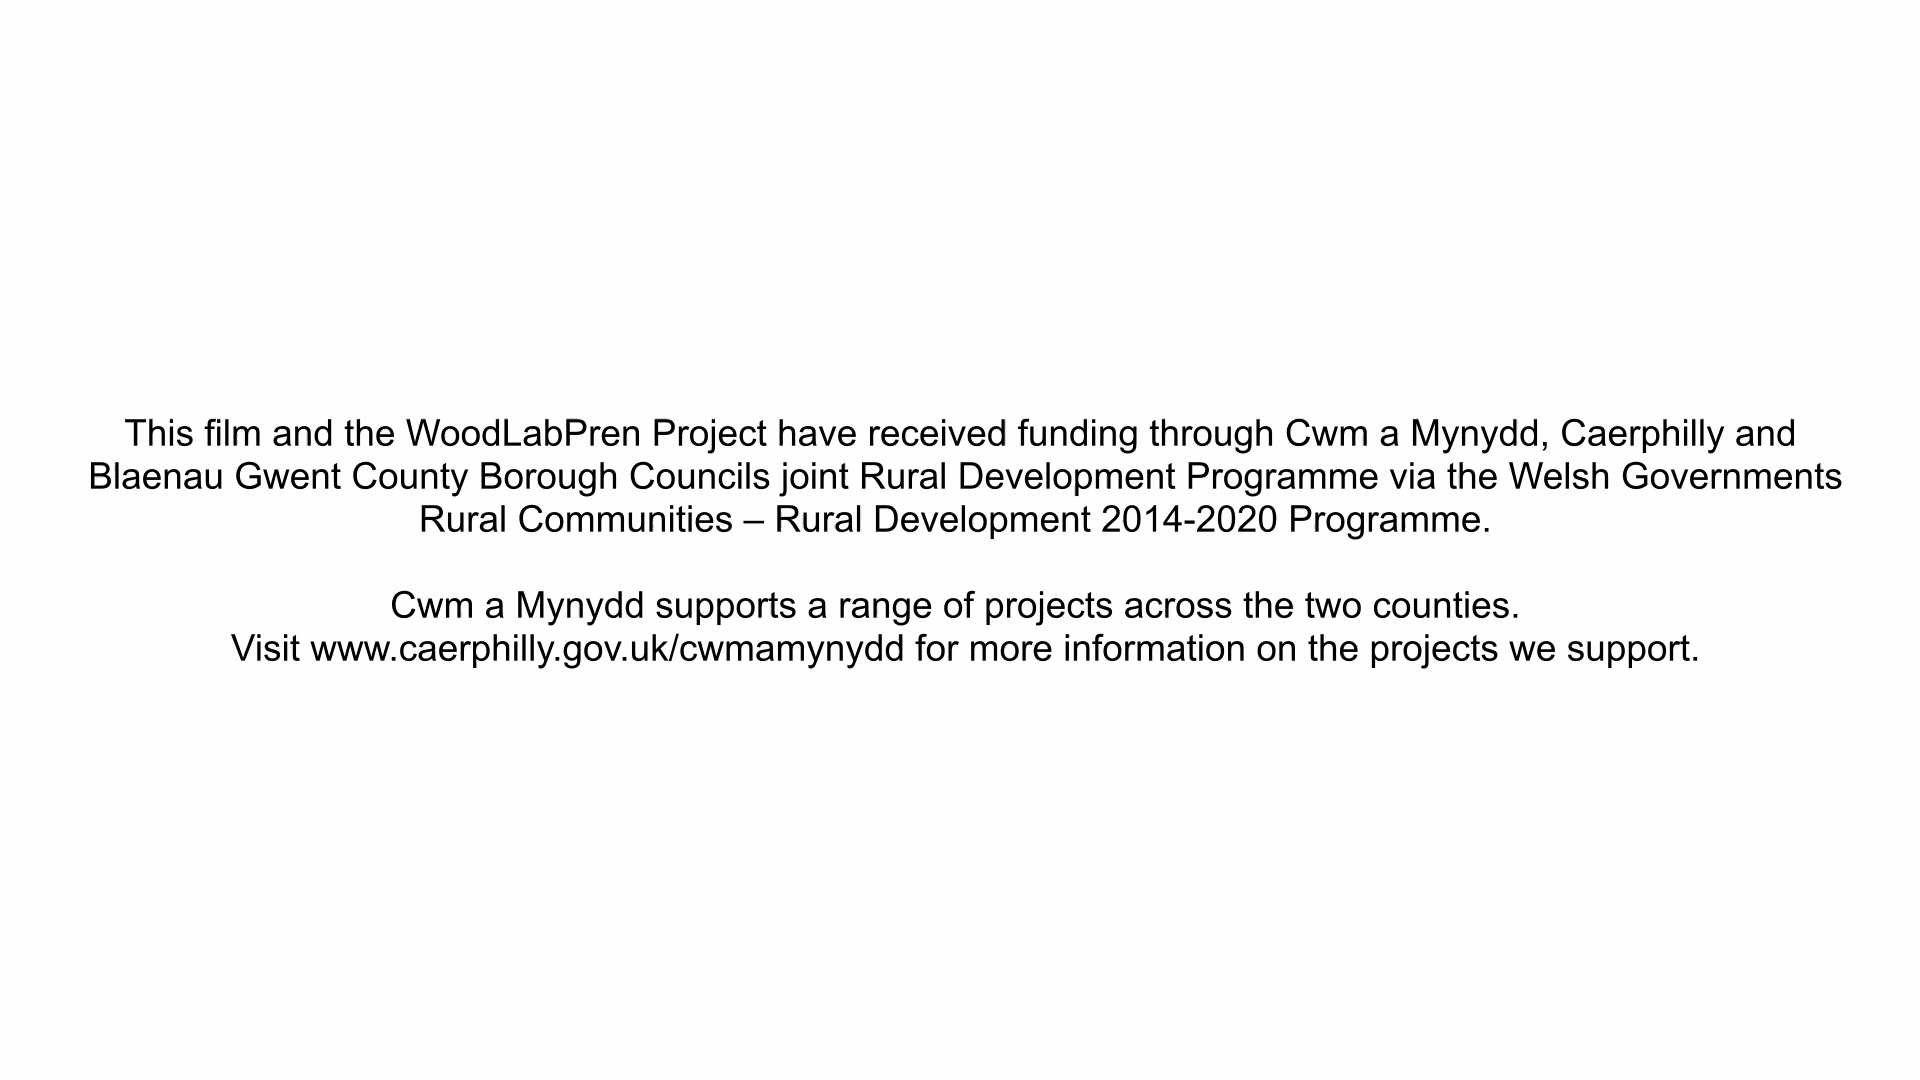 This film and the WoodLabPren Project have received funding through Cwm a Mynydd, Caerphilly and
Blaenau Gwent County Borough Councils joint Rural Development Programme via the Welsh Governments
Rural Communities – Rural Development 2014-2020 Programme.
Cwm a Mynydd supports a range of projects across the two counties.
Visit www.caerphilly.gov.uk/cwmamynydd for more information on the projects we support.